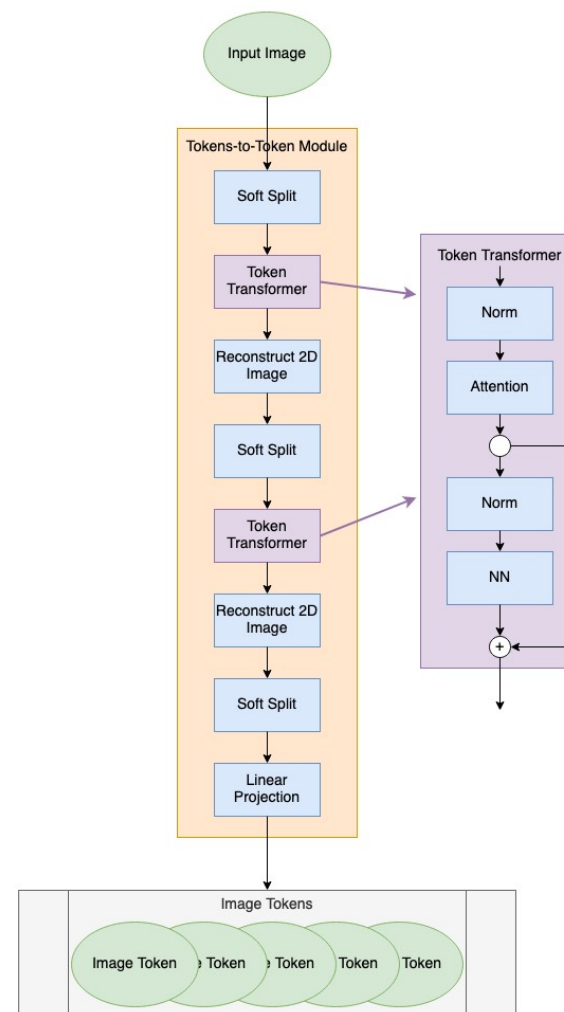 Input Image
Tokens-to-Token Module
Soft Split
Token
Transformer
Reconstruct 2D
Image
Soft Split
Token
Transformer
Reconstruct 2D
Image
Soft Split
Linear
Projection
Token Transformer
Norm
Attention
Norm
NN
+
Image Tokens
Image Token e Token e Token Token Token